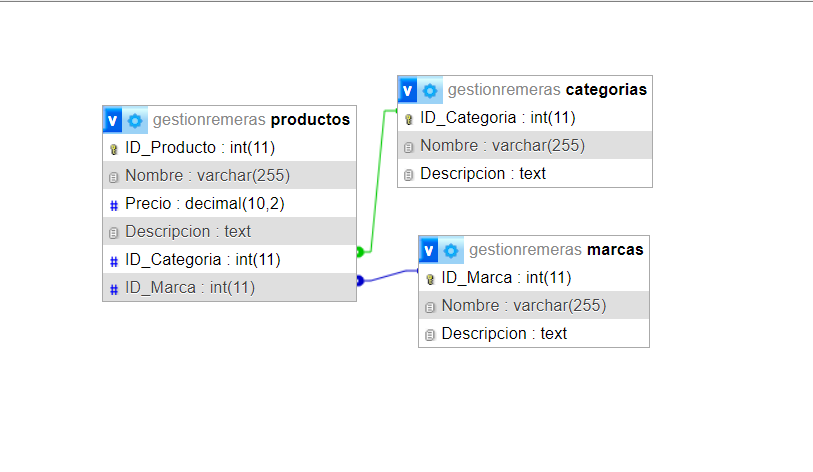 v gestionremeras productos
ID_Producto : int(11)
Nombre : varchar(255)
# Precio : decimal(10,2)
Descripcion : text
# ID_Categoria : int(11)
# ID_Marca : int(11)
v gestionremeras categorias
ID_Categoria : int(11)
Nombre : varchar(255)
Descripcion : text
v gestionremeras marcas
ID_Marca : int(11)
Nombre : varchar(255)
Descripcion : text